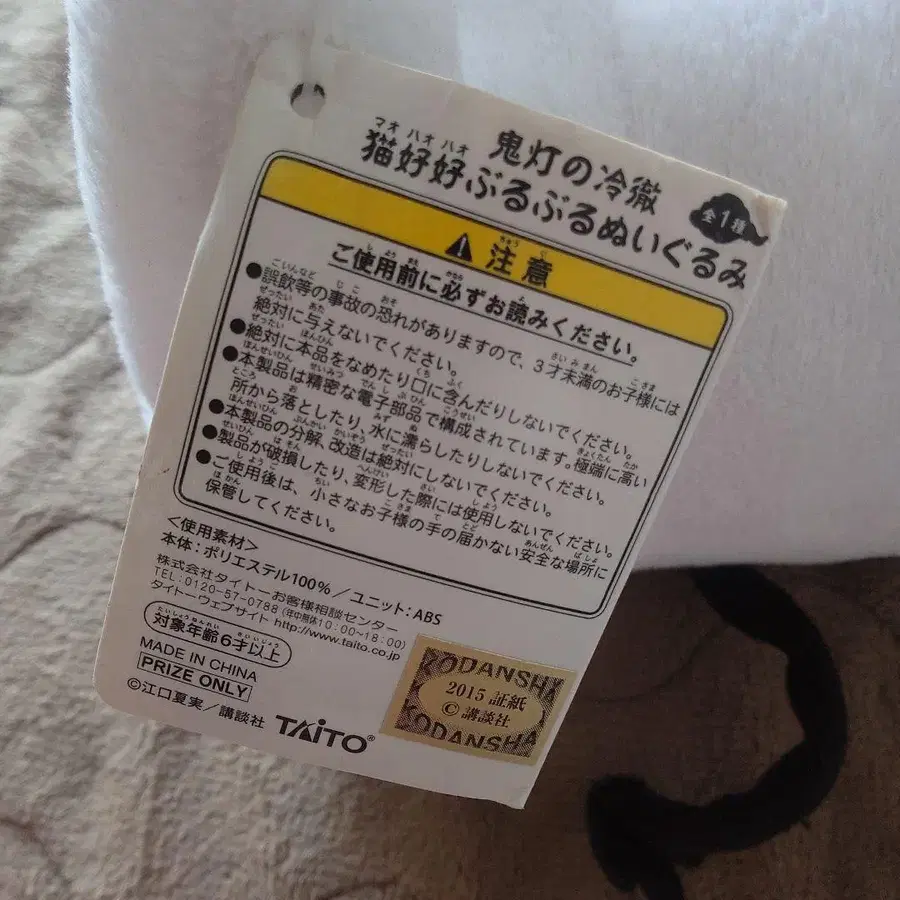 鬼灯の冷徹
マオ ハオ ハオ
猫好好ぶるぶるぬいぐるみ
全1種
注意
ご使用前に必ずお読みください。
●誤飲等の事故の恐れがありますので、3才未満のお子様には
絶対に与えないでください。
●絶対に本品をなめたり口に含んだりしないでください。
●本製品は精密な電子部品で構成されています。極端に高い
所から落としたり、水に濡らしたりしないでください。
●本製品の分解、改造は絶対にしないでください。
●製品が破損したり、変形した際には使用しないでください。
●ご使用後は、小さなお子様の手の届かない安全な場所に
保管してください。
<使用素材>
本体:ポリエステル100%/ユニット:ABS
株式会社タイトーお客様相談センター
TEL:0120-57-0788(年中無休10:00~18:00)
タイトーウェブサイト http://www.taito.co.jp
対象年齢6才以上
MADE IN CHINA
PRIZE ONLY
©江口夏実/講談社
TAITO®
KODANSHA
2015 証紙
©講談社
KODANSHA